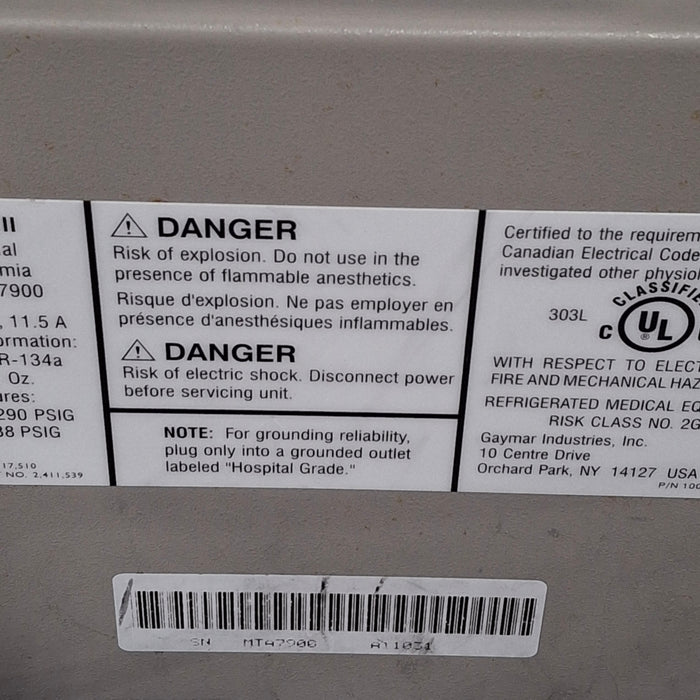 II
al
mia
7900
, 11.5 A
ormation:
R-134a
Oz.
res:
290 PSIG
38 PSIG
17,510
NO. 2,411,539
DANGER
Risk of explosion. Do not use in the
presence of flammable anesthetics.
Risque d'explosion. Ne pas employer en
présence d'anesthésiques inflammables.
DANGER
Risk of electric shock. Disconnect power
before servicing unit.
NOTE: For grounding reliability,
plug only into a grounded outlet
labeled "Hospital Grade."
Certified to the requirem
Canadian Electrical Code
investigated other physiol
CLASSIFIE
303L
C UL ®
WITH RESPECT TO ELECT
FIRE AND MECHANICAL HAZ
REFRIGERATED MEDICAL EQ
RISK CLASS NO. 2G
Gaymar Industries, Inc.
10 Centre Drive
Orchard Park, NY 14127 USA
P/N 100
SN MT47900 A11031